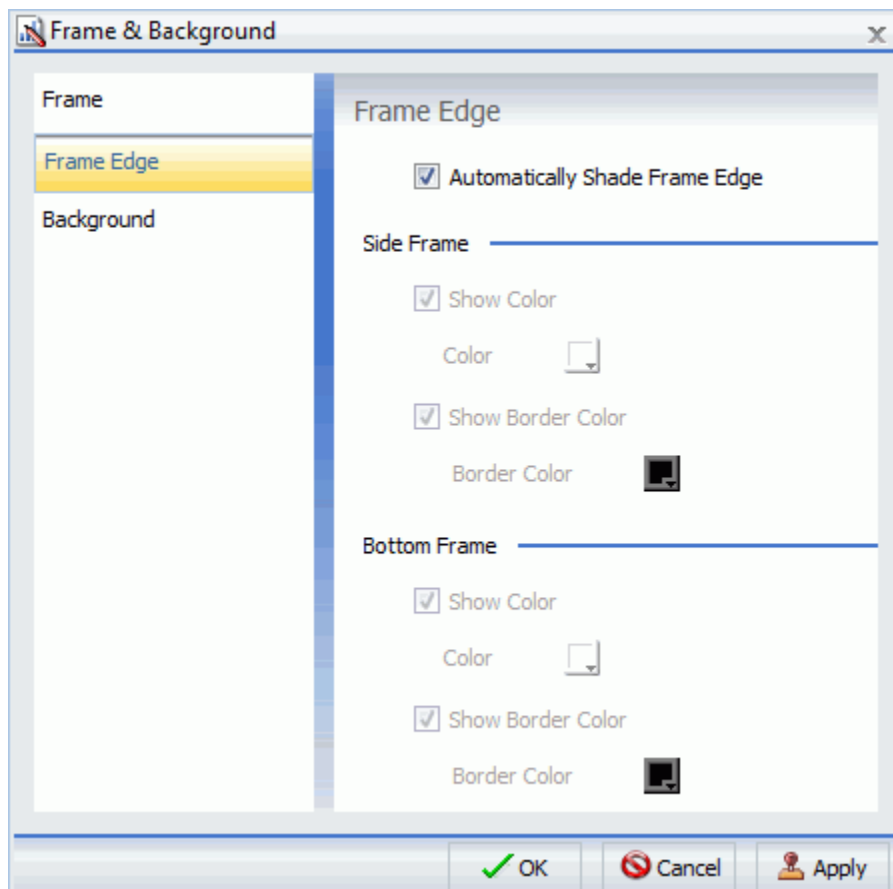 Frame & Background
Frame
Frame Edge
Background
Frame Edge
Automatically Shade Frame Edge
Side Frame
Show Color
Color
Show Border Color
Border Color
Bottom Frame
Show Color
Color
Show Border Color
Border Color
OK
Cancel
Apply